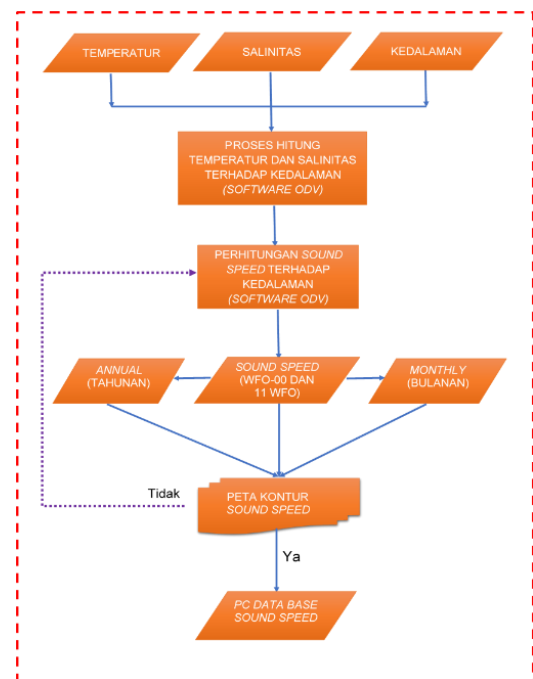 TEMPERATUR
SALINITAS
KEDALAMAN
PROSES HITUNG
TEMPERATUR DAN SALINITAS
TERHADAP KEDALAMAN
(SOFTWARE ODV)
PERHITUNGAN SOUND
SPEED TERHADAP
KEDALAMAN
(SOFTWARE ODV)
ANNUAL
(TAHUNAN)
SOUND SPEED
(WFO-00 DAN
11 WFO)
MONTHLY
(BULANAN)
Tidak
PETA KONTUR
SOUND SPEED
Ya
PC DATA BASE
SOUND SPEED